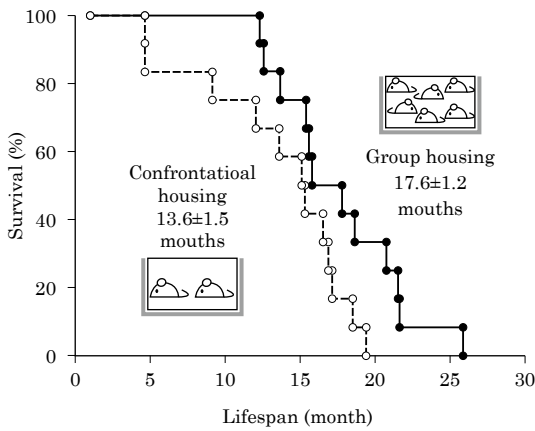 100
80
60
40
20
0
Survival (%)
Confrontatioal
housing
13.6±1.5
mouths
Group housing
17.6±1.2
mouths
0 5 10 15 20 25 30
Lifespan (month)